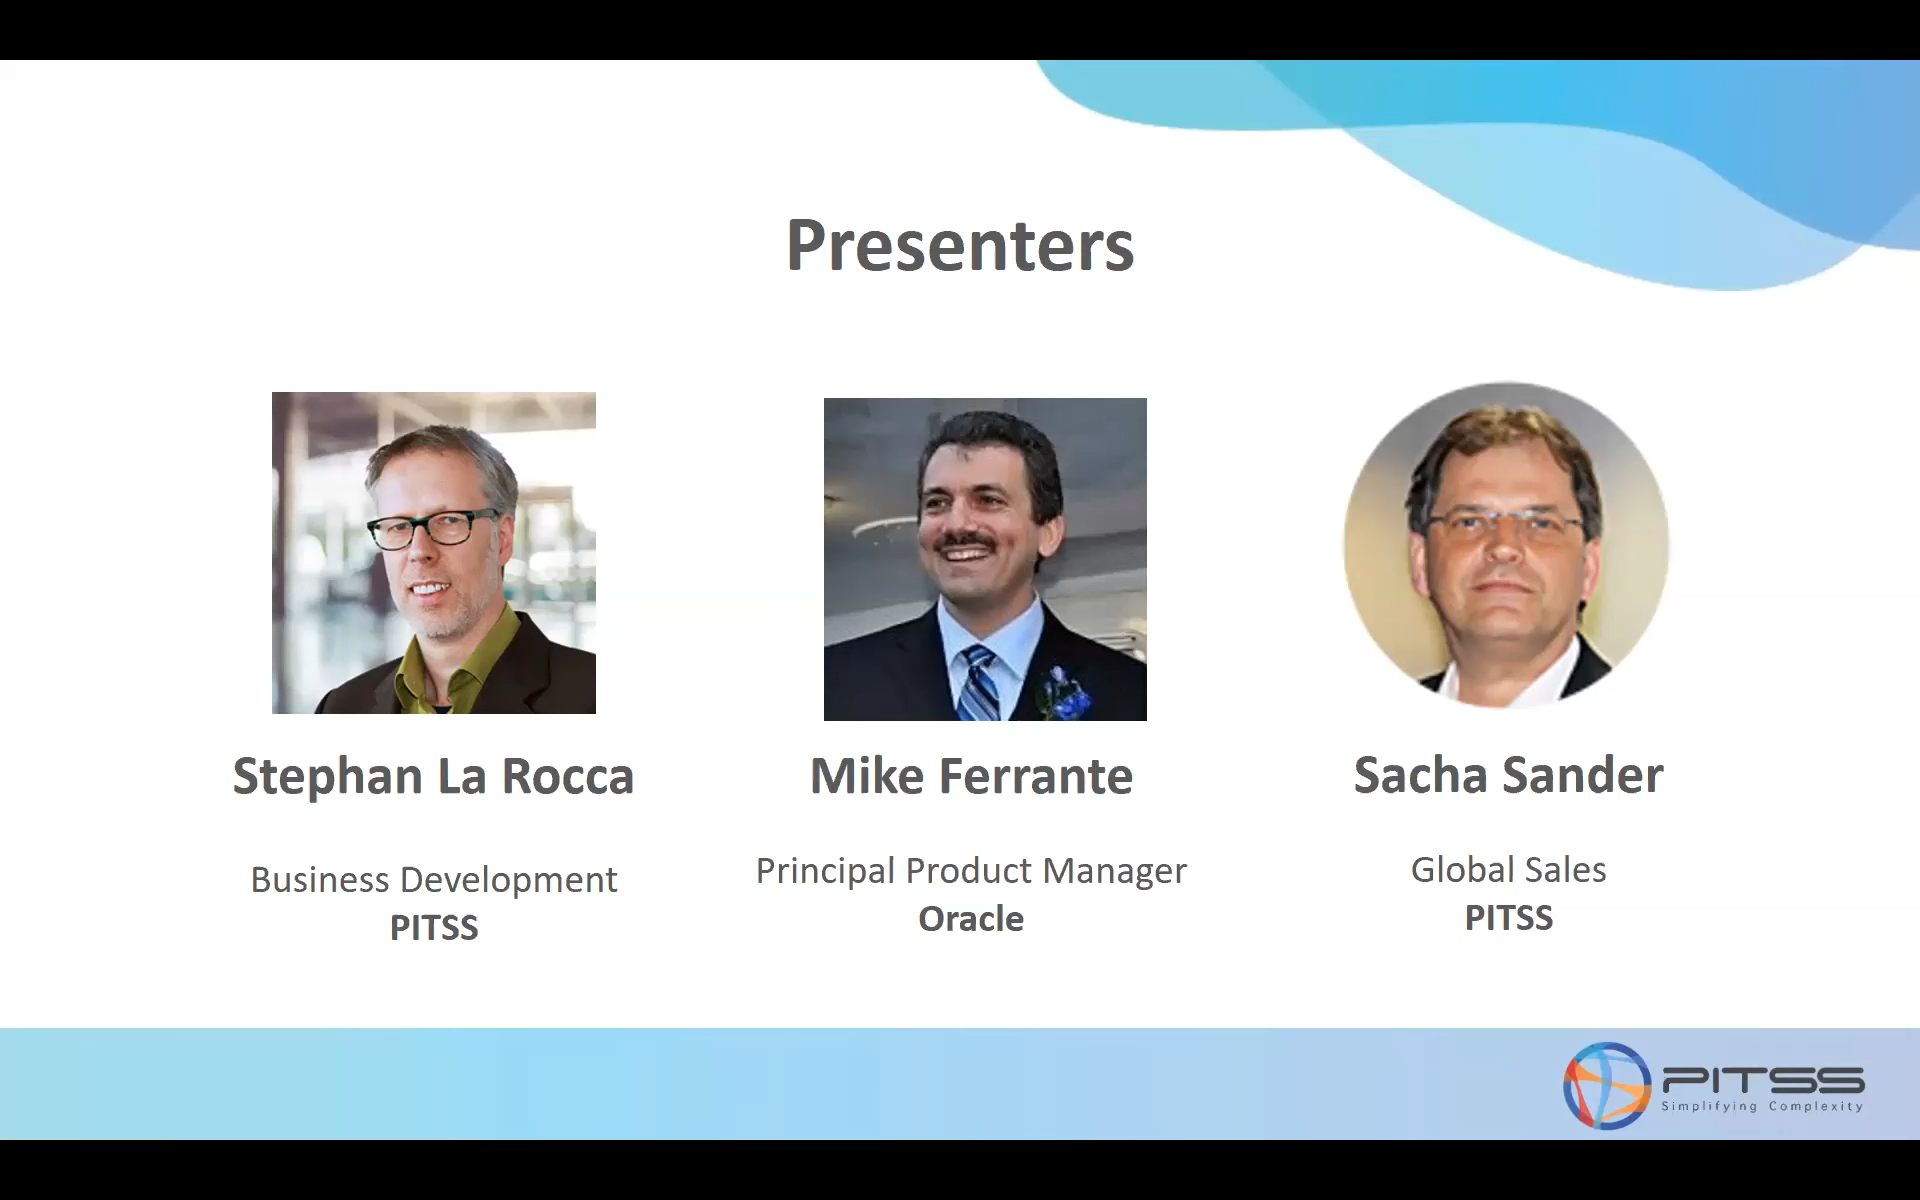 Presenters
Stephan La Rocca
Business Development
PITSS
Mike Ferrante
Principal Product Manager
Oracle
Sacha Sander
Global Sales
PITSS
PITSS
Simplifying Complexity